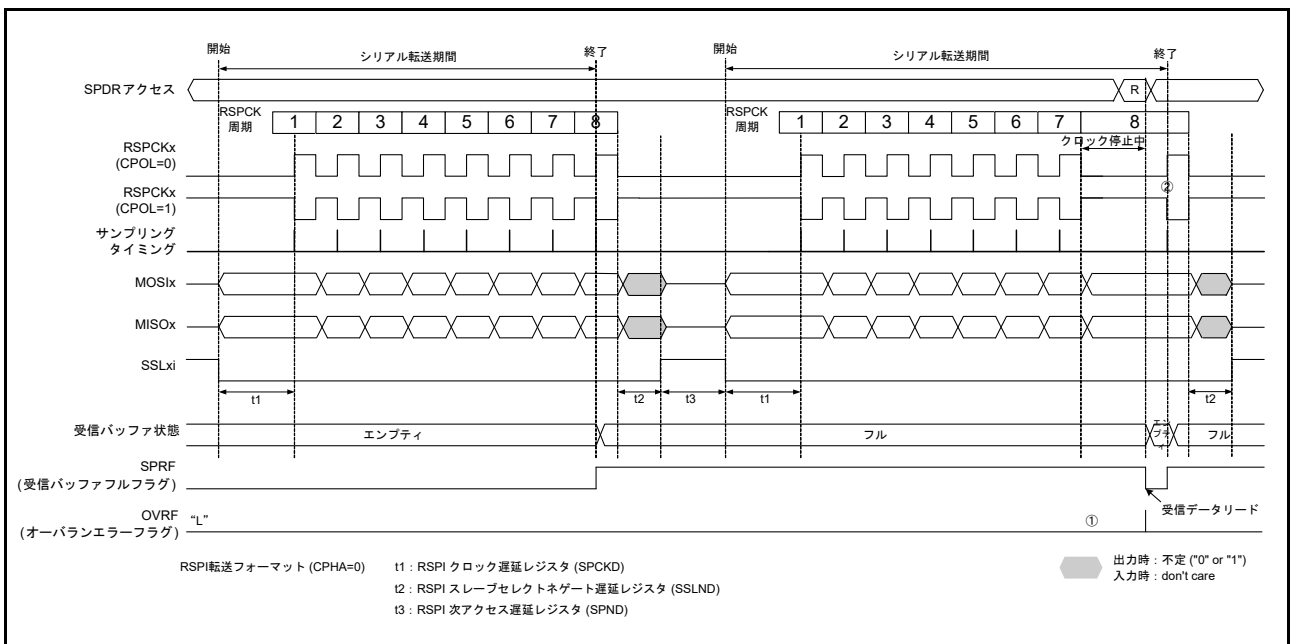 開始
シリアル転送期間
終了
開始
シリアル転送期間
終了
SPDRアクセス
R
RSPCK
周期
1 2 3 4 5 6 7 8
RSPCK
周期
1 2 3 4 5 6 7 8
クロック停止中
RSPCKx
(CPOL=0)
RSPCKx
(CPOL=1)
②
サンプリング
タイミング
MOSIx
MISOx
SSLxi
t1
t2
t3
t1
t2
受信バッファ状態
エンプティ
フル
エン
プテ
ィ
フル
SPRF
(受信バッファフルフラグ)
受信データリード
OVRF
(オーバランエラーフラグ)
“L”
①
RSPI転送フォーマット (CPHA=0)
t1 : RSPI クロック遅延レジスタ (SPCKD)
t2 : RSPI スレーブセレクトネゲート遅延レジスタ (SSLND)
t3 : RSPI 次アクセス遅延レジスタ (SPND)
出力時 : 不定 ("0" or "1")
入力時 : don't care